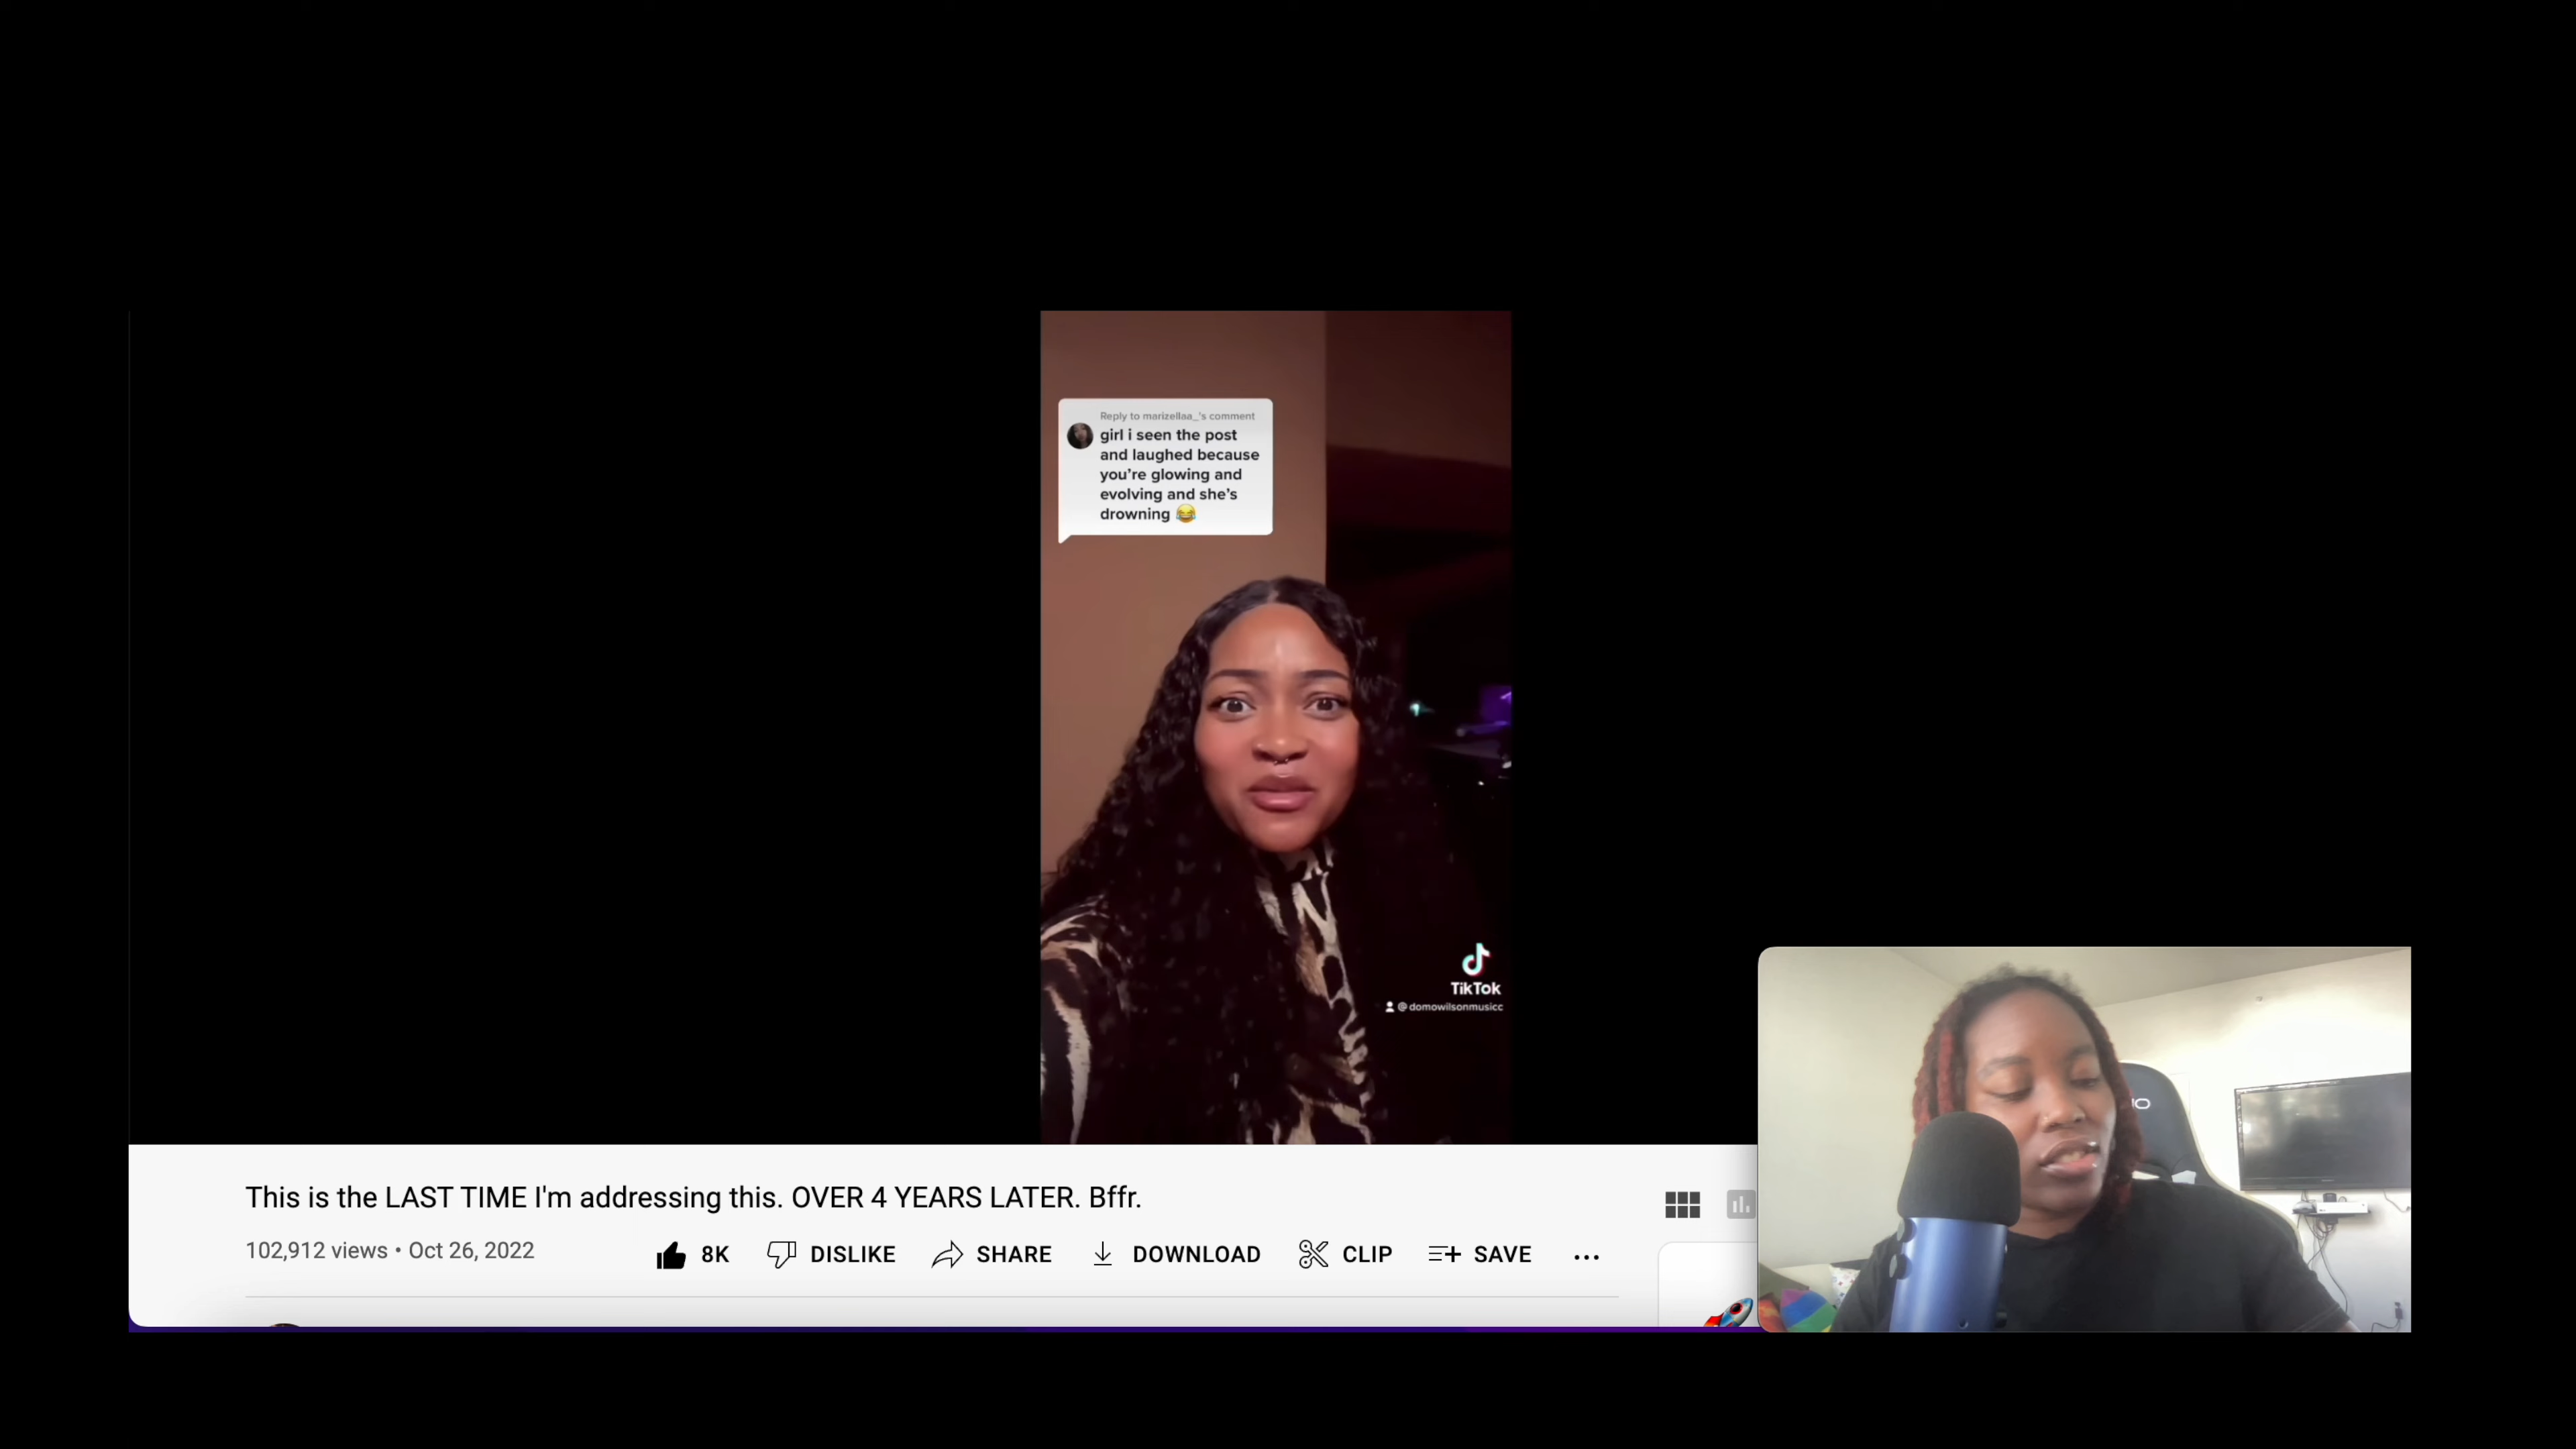 Reply to marizellaa_'s comment
girl i seen the post
and laughed because
you're glowing and
evolving and she's
drowning 😂
TikTok
@domowilsonmusicc
This is the LAST TIME I'm addressing this. OVER 4 YEARS LATER. Bffr.
102,912 views • Oct 26, 2022
8K DISLIKE SHARE DOWNLOAD CLIP SAVE ...